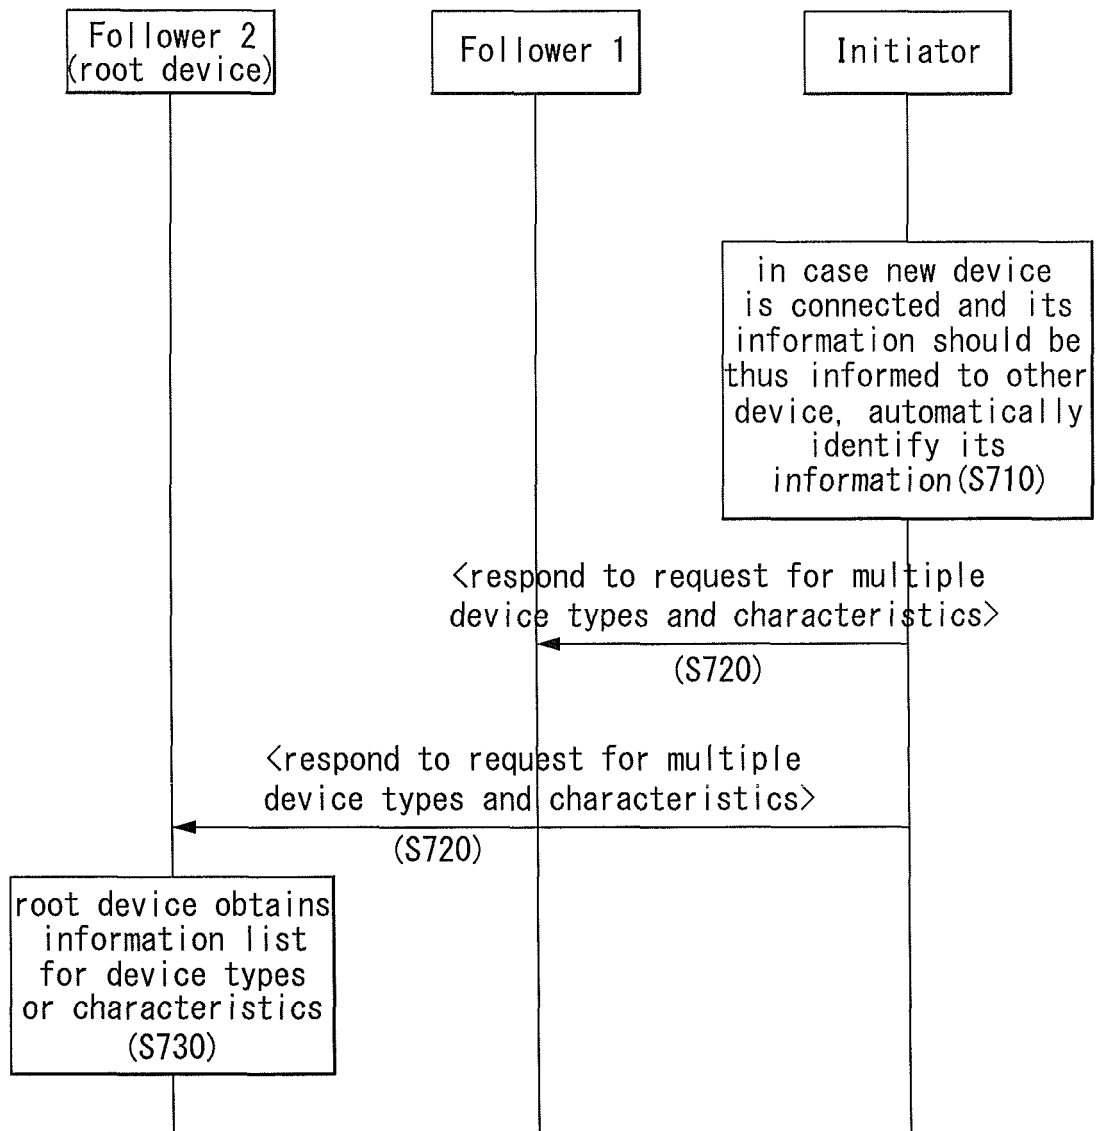 Follower 2
(root device)
Follower 1
Initiator
in case new device
is connected and its
information should be
thus informed to other
device, automatically
identify its
information(S710)
<respond to request for multiple
device types and characteristics>
(S720)
<respond to request for multiple
device types and characteristics>
(S720)
root device obtains
information list
for device types
or characteristics
(S730)